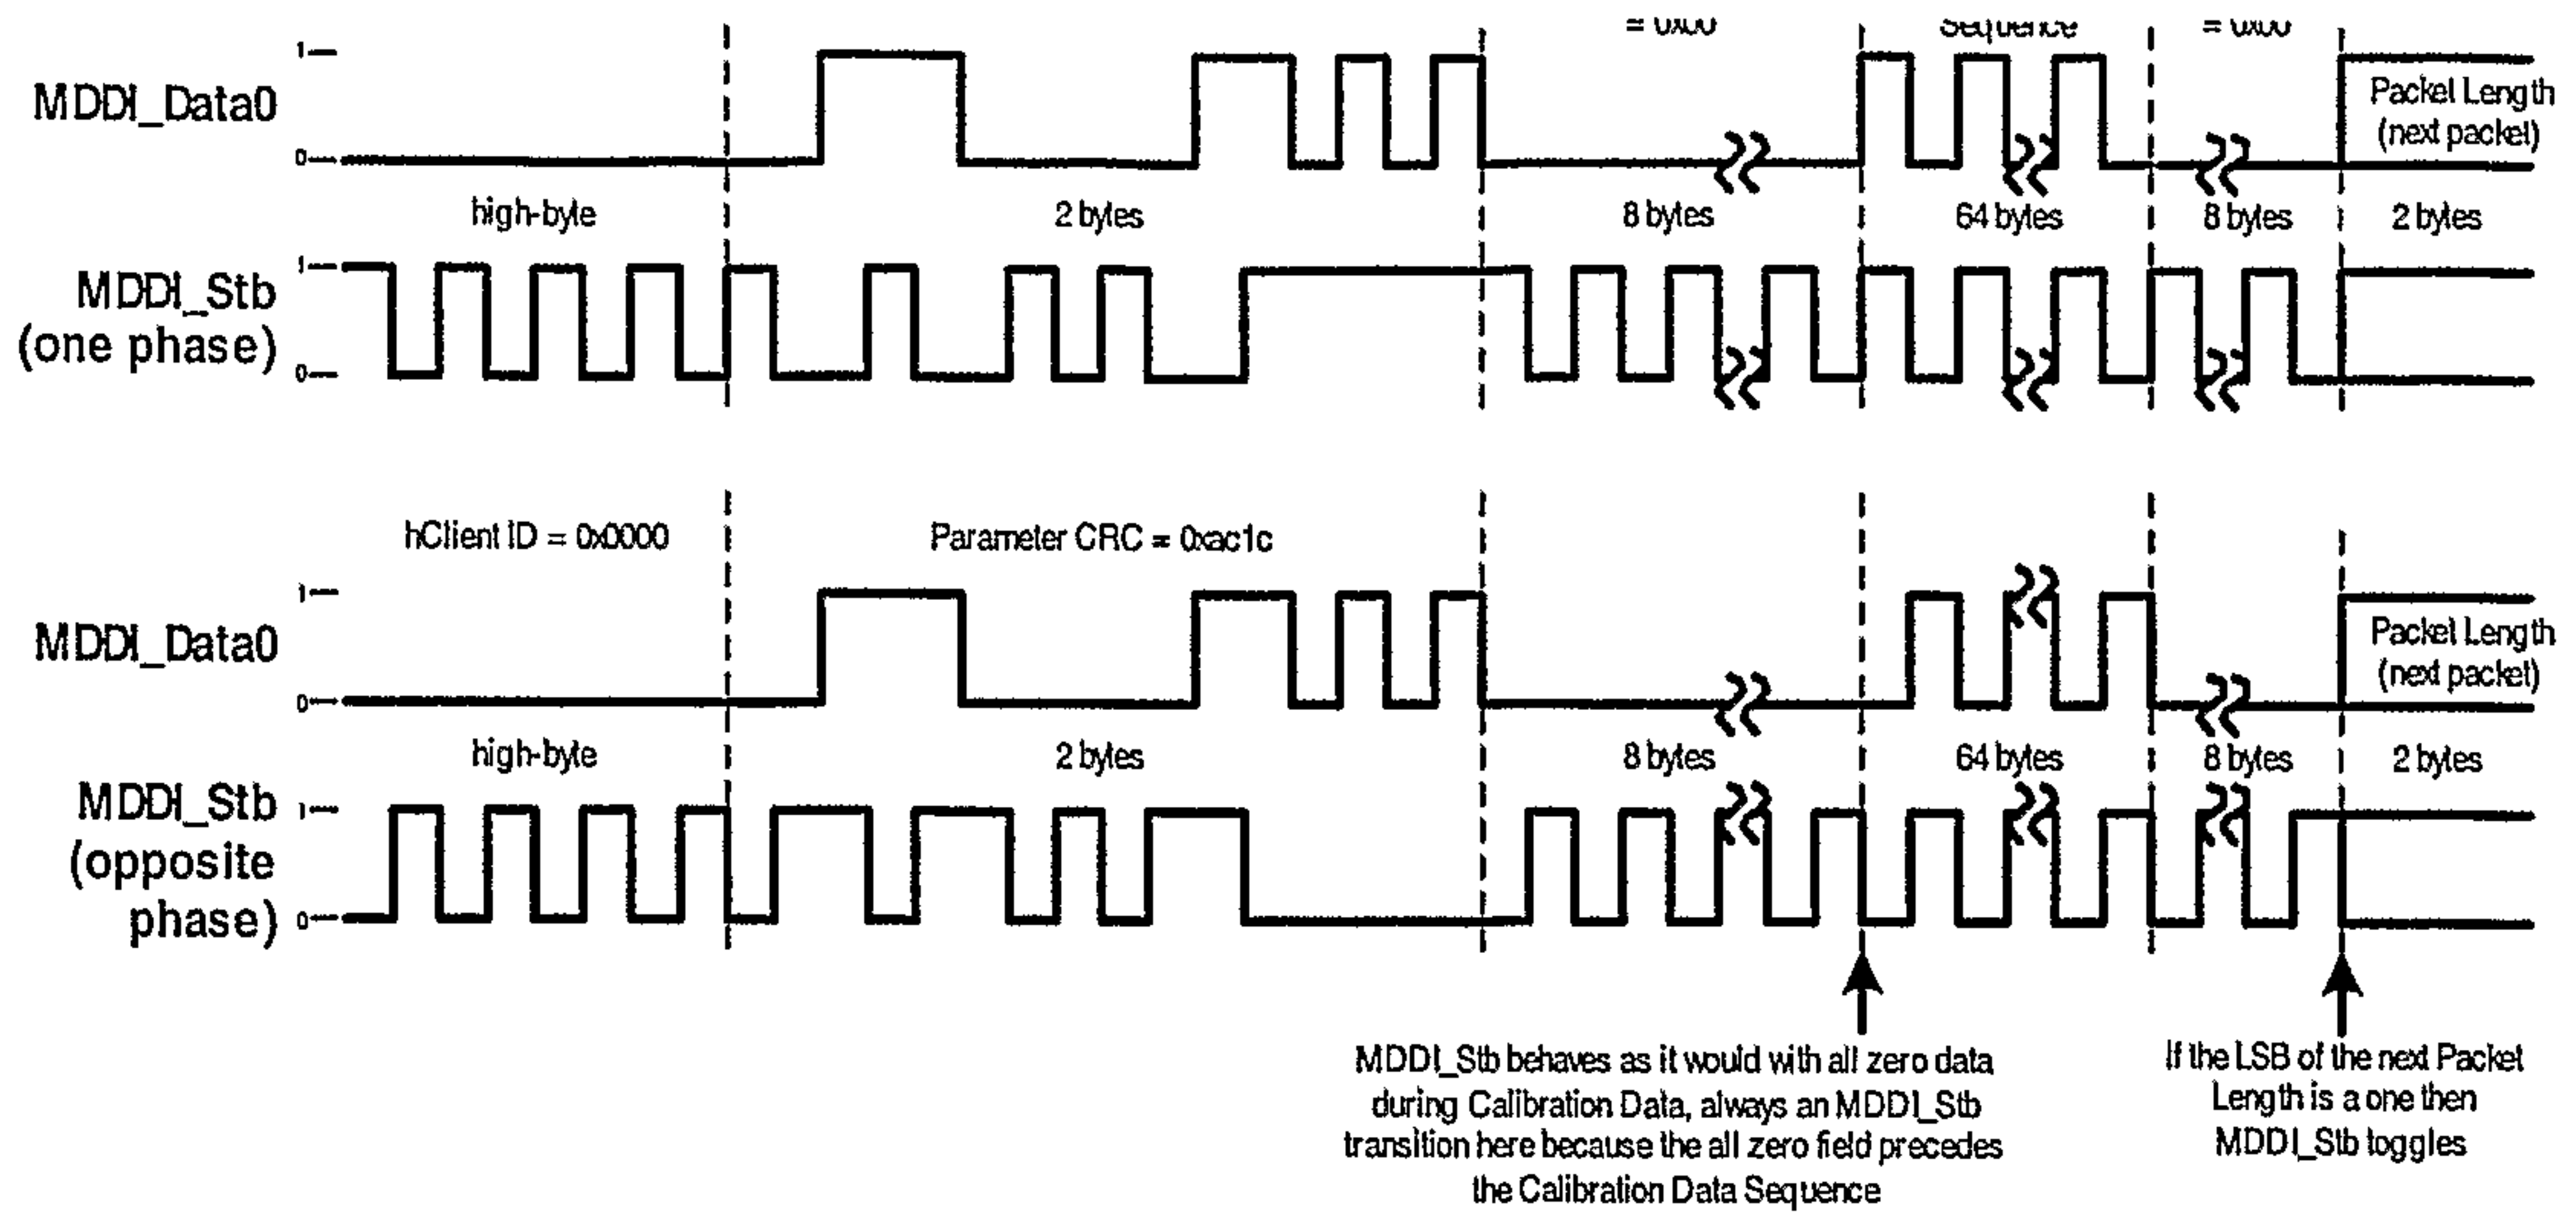 = 0x00
Sequence
= 0x00
1
MDDI_Data0
0
Packet Length
(next packet)
high-byte
2 bytes
8 bytes
64 bytes
8 bytes
2 bytes
1
MDDI_Stb
(one phase)
0
hClient ID = 0x0000
Parameter CRC = 0xac1c
1
MDDI_Data0
0
Packet Length
(next packet)
high-byte
2 bytes
8 bytes
64 bytes
8 bytes
2 bytes
1
MDDI_Stb
(opposite
phase)
0
MDDI_Stb behaves as it would with all zero data
during Calibration Data, always an MDDI_Stb
transition here because the all zero field precedes
the Calibration Data Sequence
If the LSB of the next Packet
Length is a one then
MDDI_Stb toggles